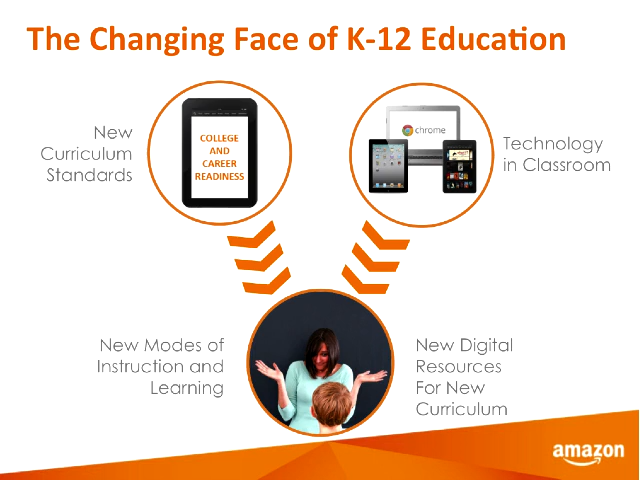 The Changing Face of K-12 Education
New
Curriculum
Standards
COLLEGE
AND
CAREER
READINESS
chrome
Technology
in Classroom
New Modes of
Instruction and
Learning
New Digital
Resources
For New
Curriculum
amazon